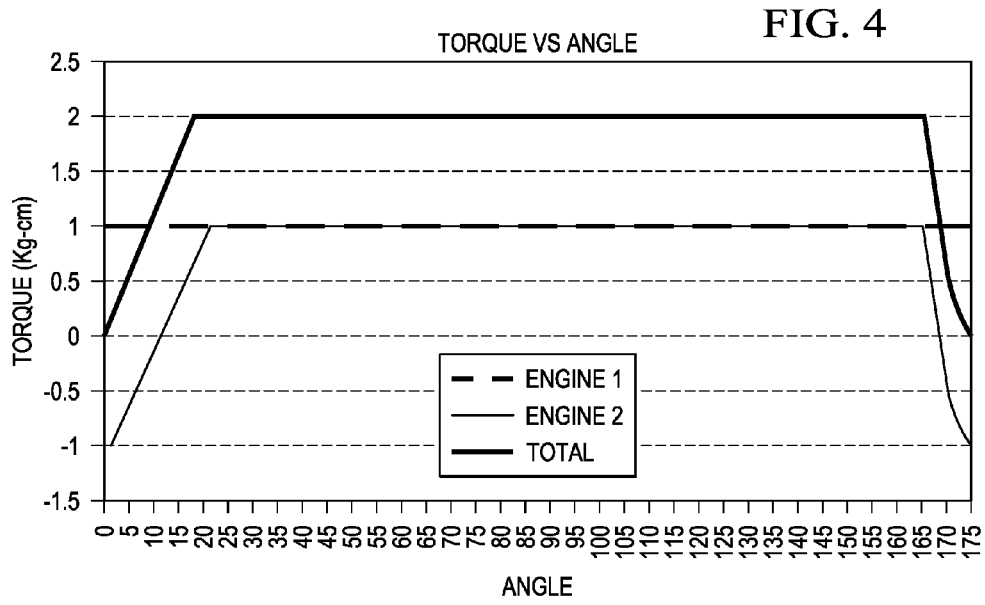 FIG. 4
TORQUE VS ANGLE
TORQUE (Kg-cm)
2.5
2
1.5
1
0.5
0
-0.5
-1
-1.5
ENGINE 1
ENGINE 2
TOTAL
0 5 10 15 20 25 30 35 40 45 50 55 60 65 70 75 80 85 90 95 100 105 110 115 120 125 130 135 140 145 150 155 160 165 170 175
ANGLE